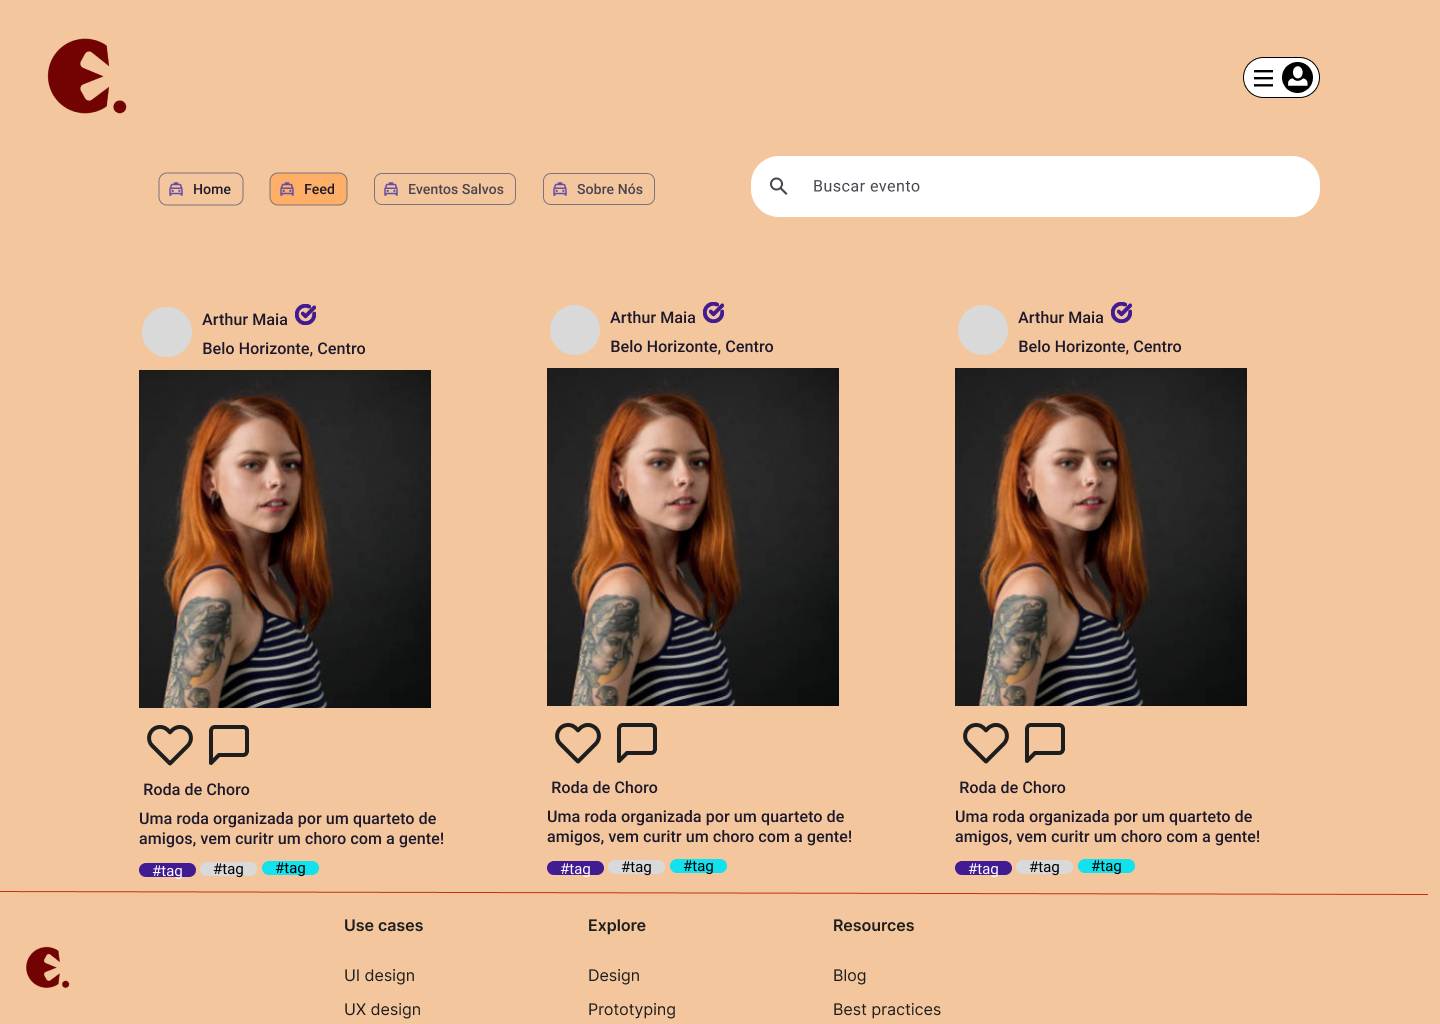 Home
Feed
Eventos Salvos
Sobre Nós
Buscar evento
Arthur Maia
Belo Horizonte, Centro
Roda de Choro
Uma roda organizada por um quarteto de
amigos, vem curitr um choro com a gente!
#tag #tag #tag
Arthur Maia
Belo Horizonte, Centro
Roda de Choro
Uma roda organizada por um quarteto de
amigos, vem curitr um choro com a gente!
#tag #tag #tag
Arthur Maia
Belo Horizonte, Centro
Roda de Choro
Uma roda organizada por um quarteto de
amigos, vem curitr um choro com a gente!
#tag #tag #tag
Use cases
UI design
UX design
Explore
Design
Prototyping
Resources
Blog
Best practices